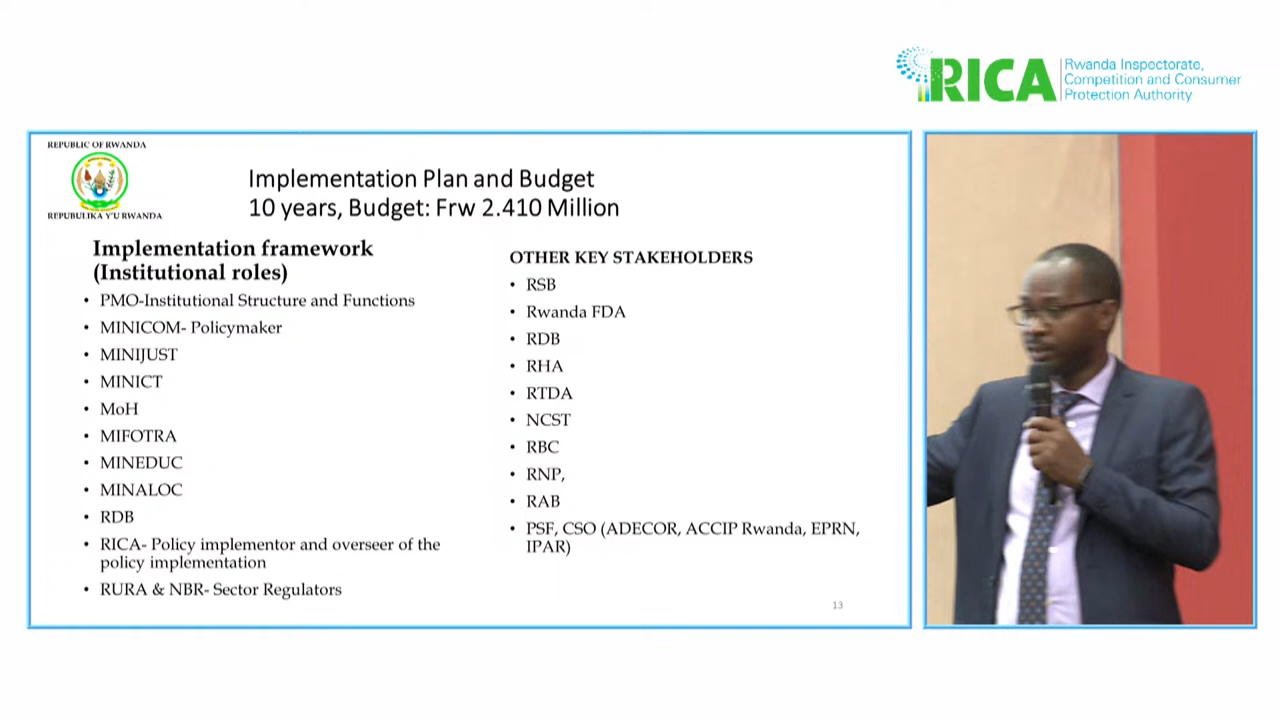 RICA
Rwanda Inspectorate,
Competition and Consumer
Protection Authority
REPUBLIC OF RWANDA
REPUBULIKA Y'U RWANDA
Implementation Plan and Budget
10 years, Budget: Frw 2.410 Million
Implementation framework
(Institutional roles)
• PMO-Institutional Structure and Functions
• MINICOM- Policymaker
• MINIJUST
• MINICT
• MoH
• MIFOTRA
• MINEDUC
• MINALOC
• RDB
• RICA- Policy implementor and overseer of the
policy implementation
• RURA & NBR- Sector Regulators
OTHER KEY STAKEHOLDERS
• RSB
• Rwanda FDA
• RDB
• RHA
• RTDA
• NCST
• RBC
• RNP,
• RAB
• PSF, CSO (ADECOR, ACCIP Rwanda, EPRN,
IPAR)
13